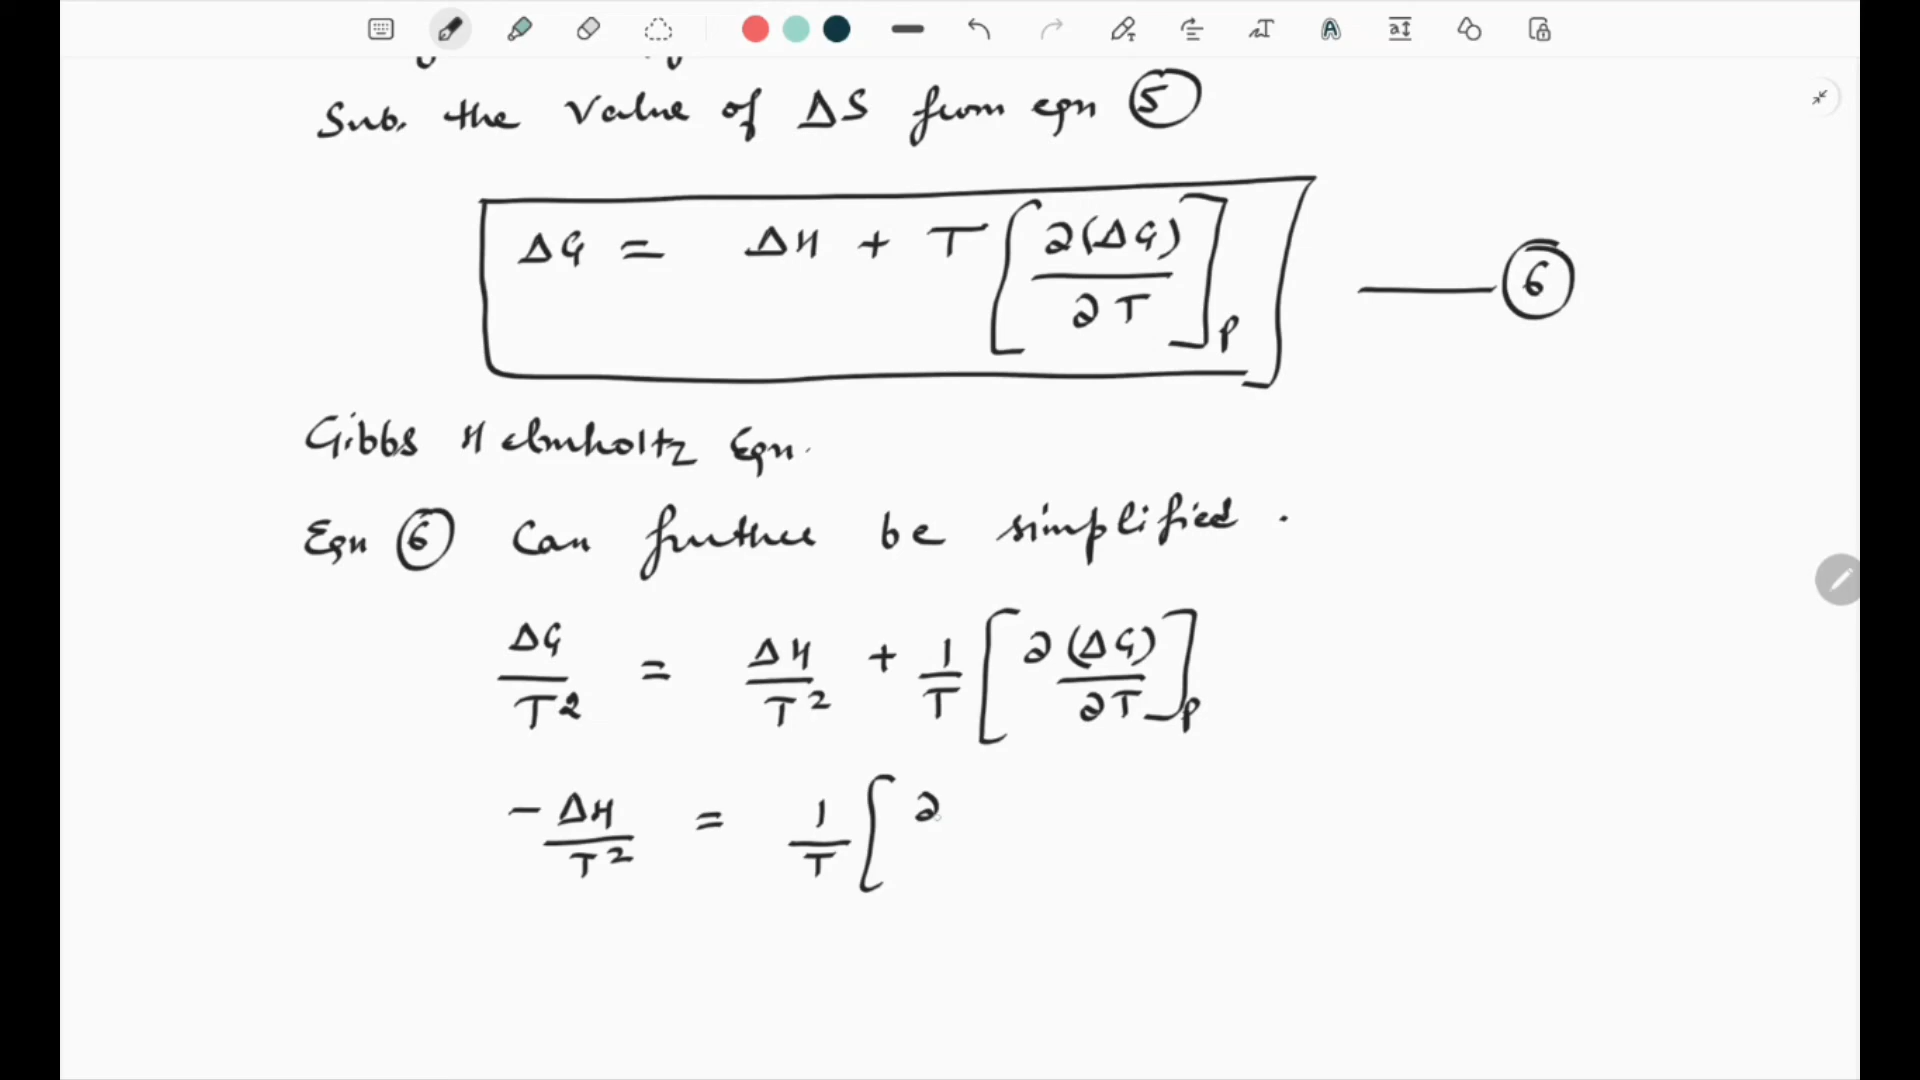 Sub. the value of ΔS from eqn ⑤
ΔG = ΔH + T [∂(ΔG)/∂T]P —— ⑥
Gibbs Helmholtz Eqn.
Eqn ⑥ can further be simplified.
ΔG/T² = ΔH/T² + 1/T [∂(ΔG)/∂T]P
-ΔH/T² = 1/T [∂